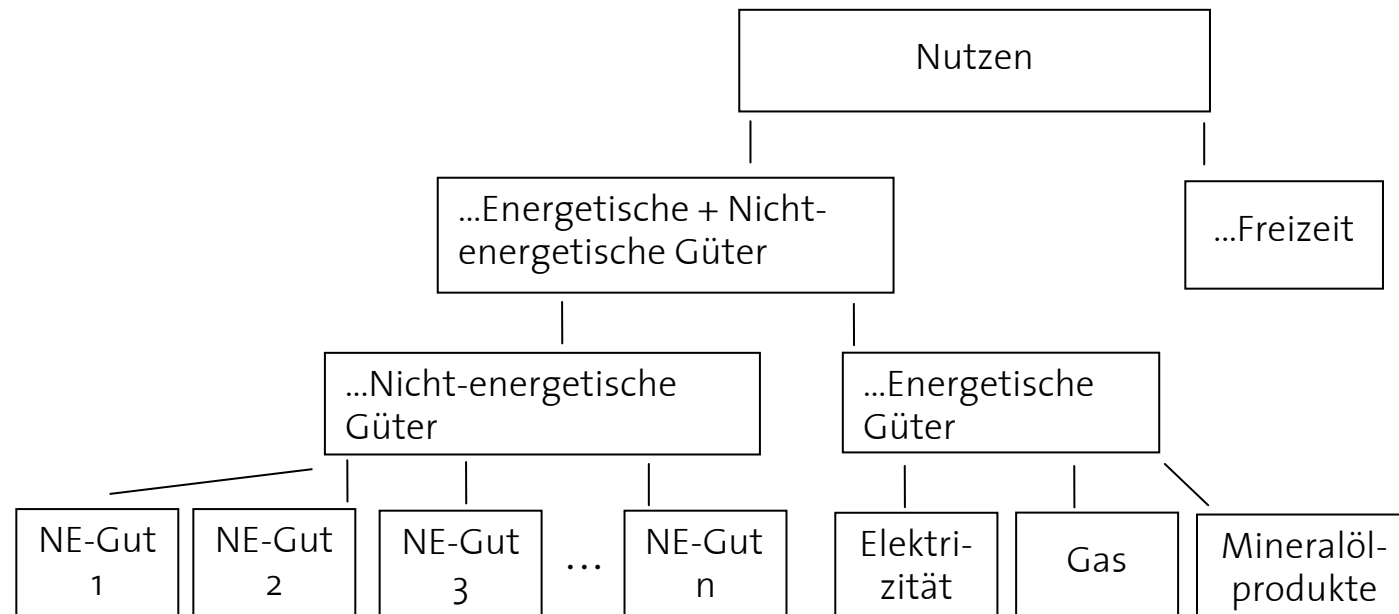 Nutzen
...Energetische + Nicht-
energetische Güter
...Freizeit
...Nicht-energetische
Güter
...Energetische
Güter
NE-Gut
1
NE-Gut
2
NE-Gut
3
...
NE-Gut
n
Elektri-
zität
Gas
Mineralöl-
produkte